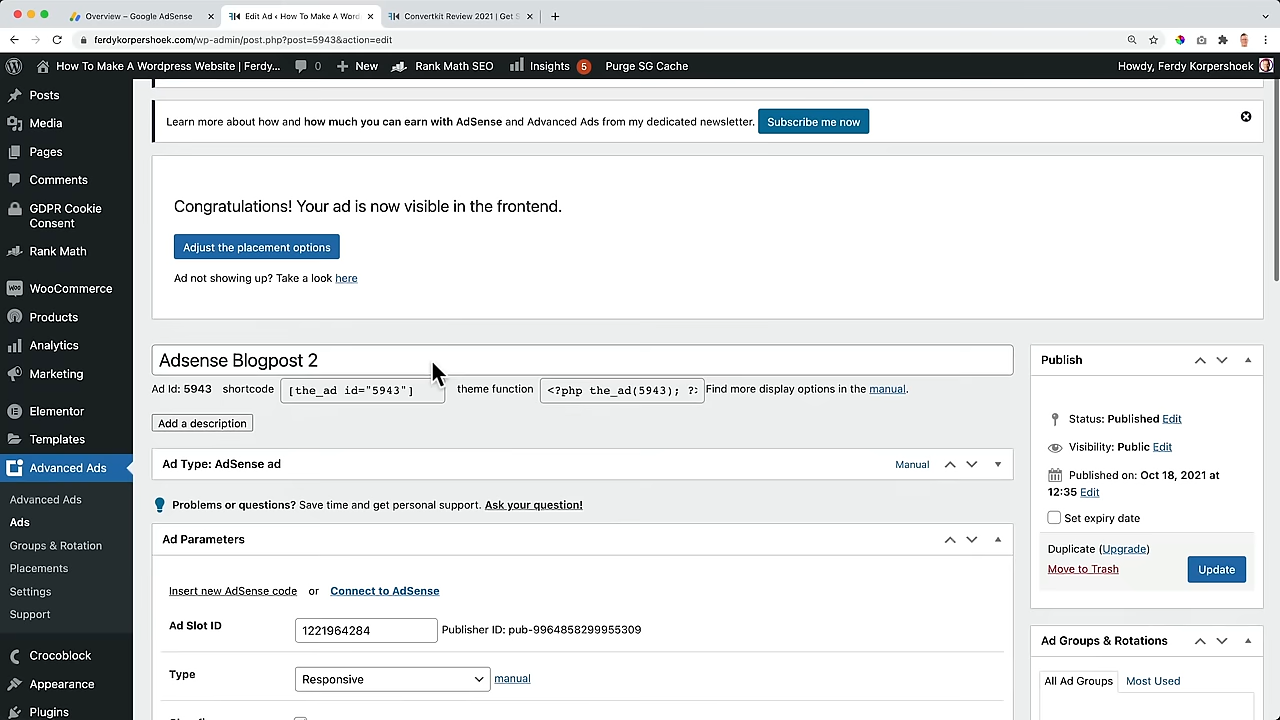 Overview – Google AdSense
Edit Ad ‹ How To Make A Word
Convertkit Review 2021 | Get S
ferdykorpershoek.com/wp-admin/post.php?post=5943&action=edit
How To Make A Wordpress Website | Ferdy...
0
New
Rank Math SEO
Insights
5
Purge SG Cache
Howdy, Ferdy Korpershoek
Posts
Media
Pages
Comments
GDPR Cookie
Consent
Rank Math
WooCommerce
Products
Analytics
Marketing
Elementor
Templates
Advanced Ads
Advanced Ads
Ads
Groups & Rotation
Placements
Settings
Support
Crocoblock
Appearance
Plugins
Learn more about how and how much you can earn with AdSense and Advanced Ads from my dedicated newsletter. Subscribe me now
Congratulations! Your ad is now visible in the frontend.
Adjust the placement options
Ad not showing up? Take a look here
Adsense Blogpost 2
Ad Id: 5943 shortcode [the_ad id="5943"] theme function <?php the_ad(5943); ?> Find more display options in the manual.
Add a description
Ad Type: AdSense ad
Manual
Problems or questions? Save time and get personal support. Ask your question!
Ad Parameters
Insert new AdSense code or Connect to AdSense
Ad Slot ID
1221964284
Publisher ID: pub-9964858299955309
Type
Responsive
manual
Publish
Status: Published Edit
Visibility: Public Edit
Published on: Oct 18, 2021 at
12:35 Edit
Set expiry date
Duplicate (Upgrade)
Move to Trash
Update
Ad Groups & Rotations
All Ad Groups
Most Used